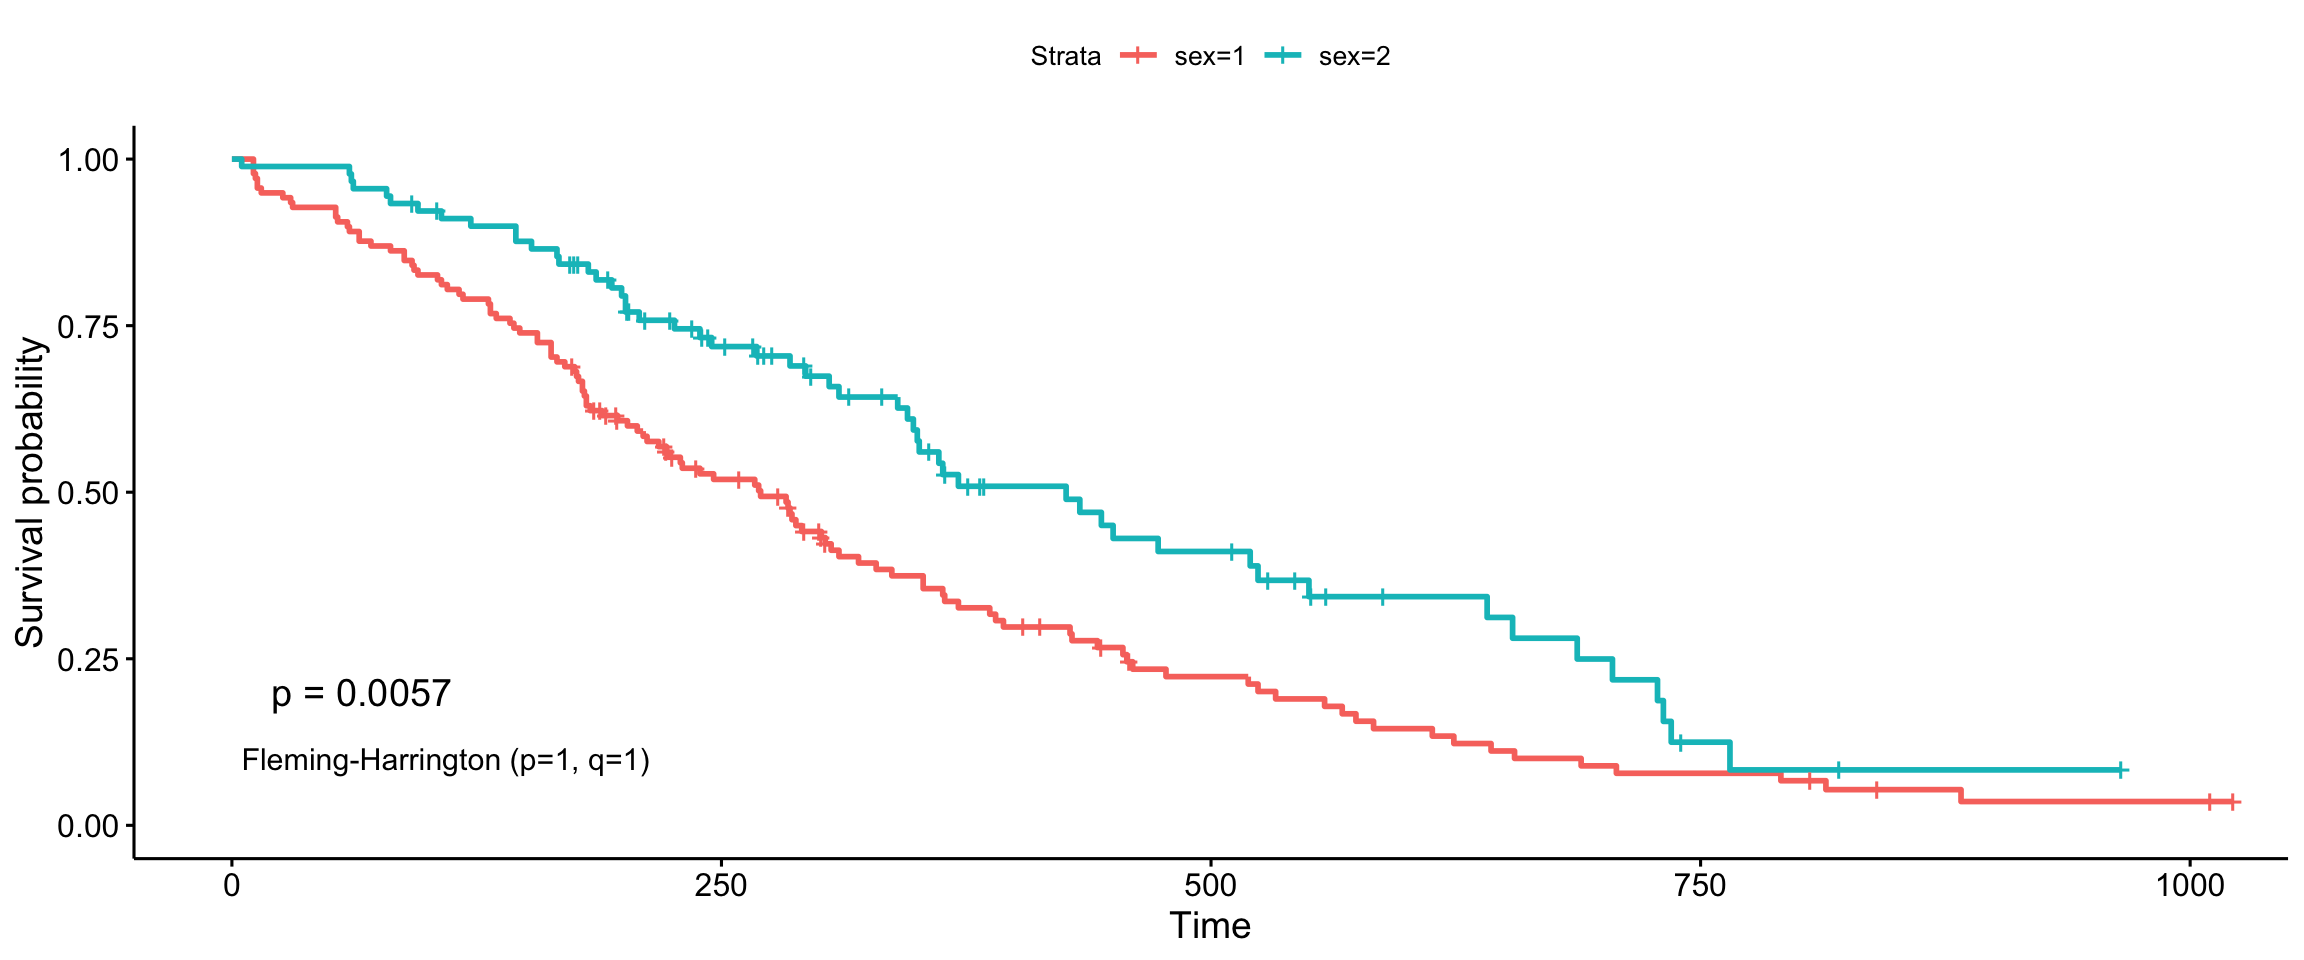 Strata sex=1 sex=2
Survival probability
1.00
0.75
0.50
0.25
0.00
p = 0.0057
Fleming-Harrington (p=1, q=1)
0 250 500 750 1000
Time